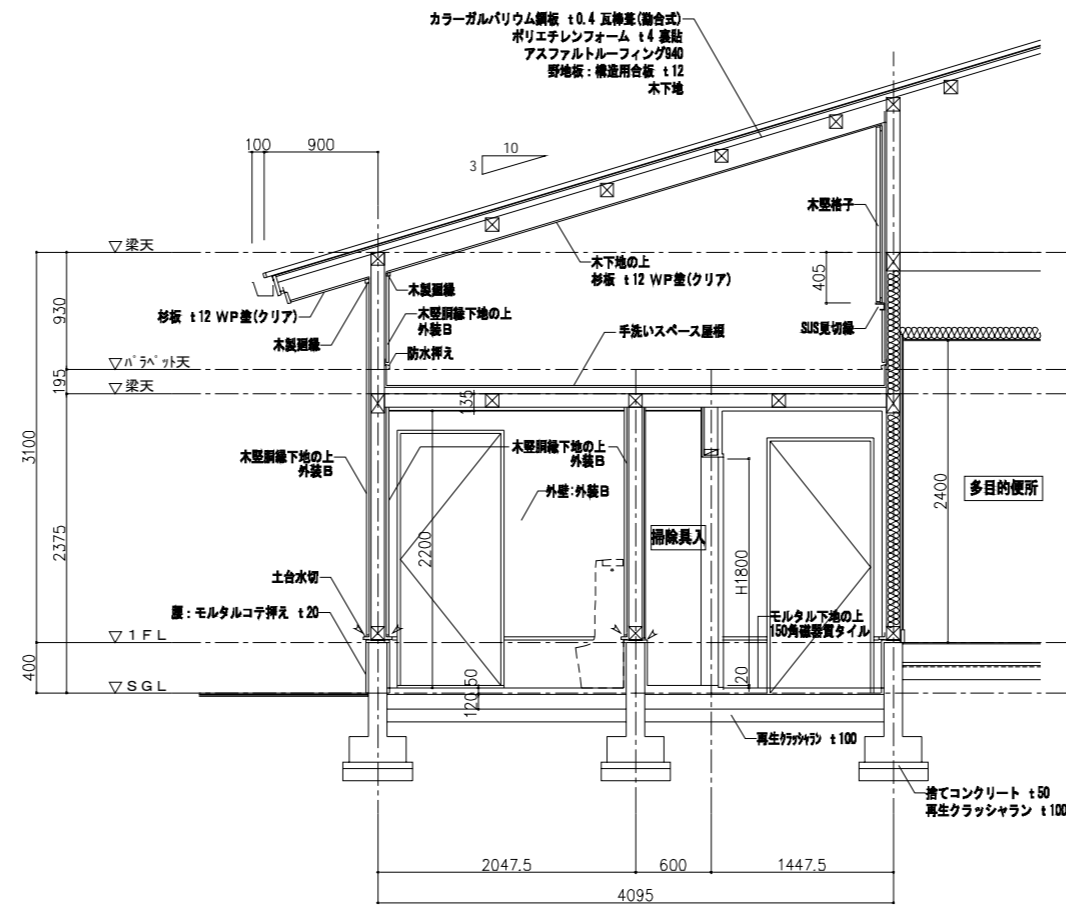 カラーガルバリウム鋼板 t0.4 瓦棒葺(勘合式)
ポリエチレンフォーム t4 裏貼
アスファルトルーフィング940
野地板：構造用合板 t12
木下地
100
900
10
3
▽梁天
木竪格子
405
木下地の上
杉板 t12 WP塗(クリア)
木製廻縁
杉板 t12 WP塗(クリア)
木竪胴縁下地の上
外装B
SUS見切縁
手洗いスペース屋根
木製廻縁
防水押え
930
▽パラペット天
195
▽梁天
135
3100
木竪胴縁下地の上
外装B
木竪胴縁下地の上
外装B
外壁:外装B
2400
多目的便所
2375
2200
掃除具入
H1800
土台水切
腰：モルタルコテ押え t20
モルタル下地の上
150角磁器質タイル
▽1FL
400
20
50
120
▽SGL
再生クラッシャラン t100
捨てコンクリート t50
再生クラッシャラン t100
2047.5
600
1447.5
4095